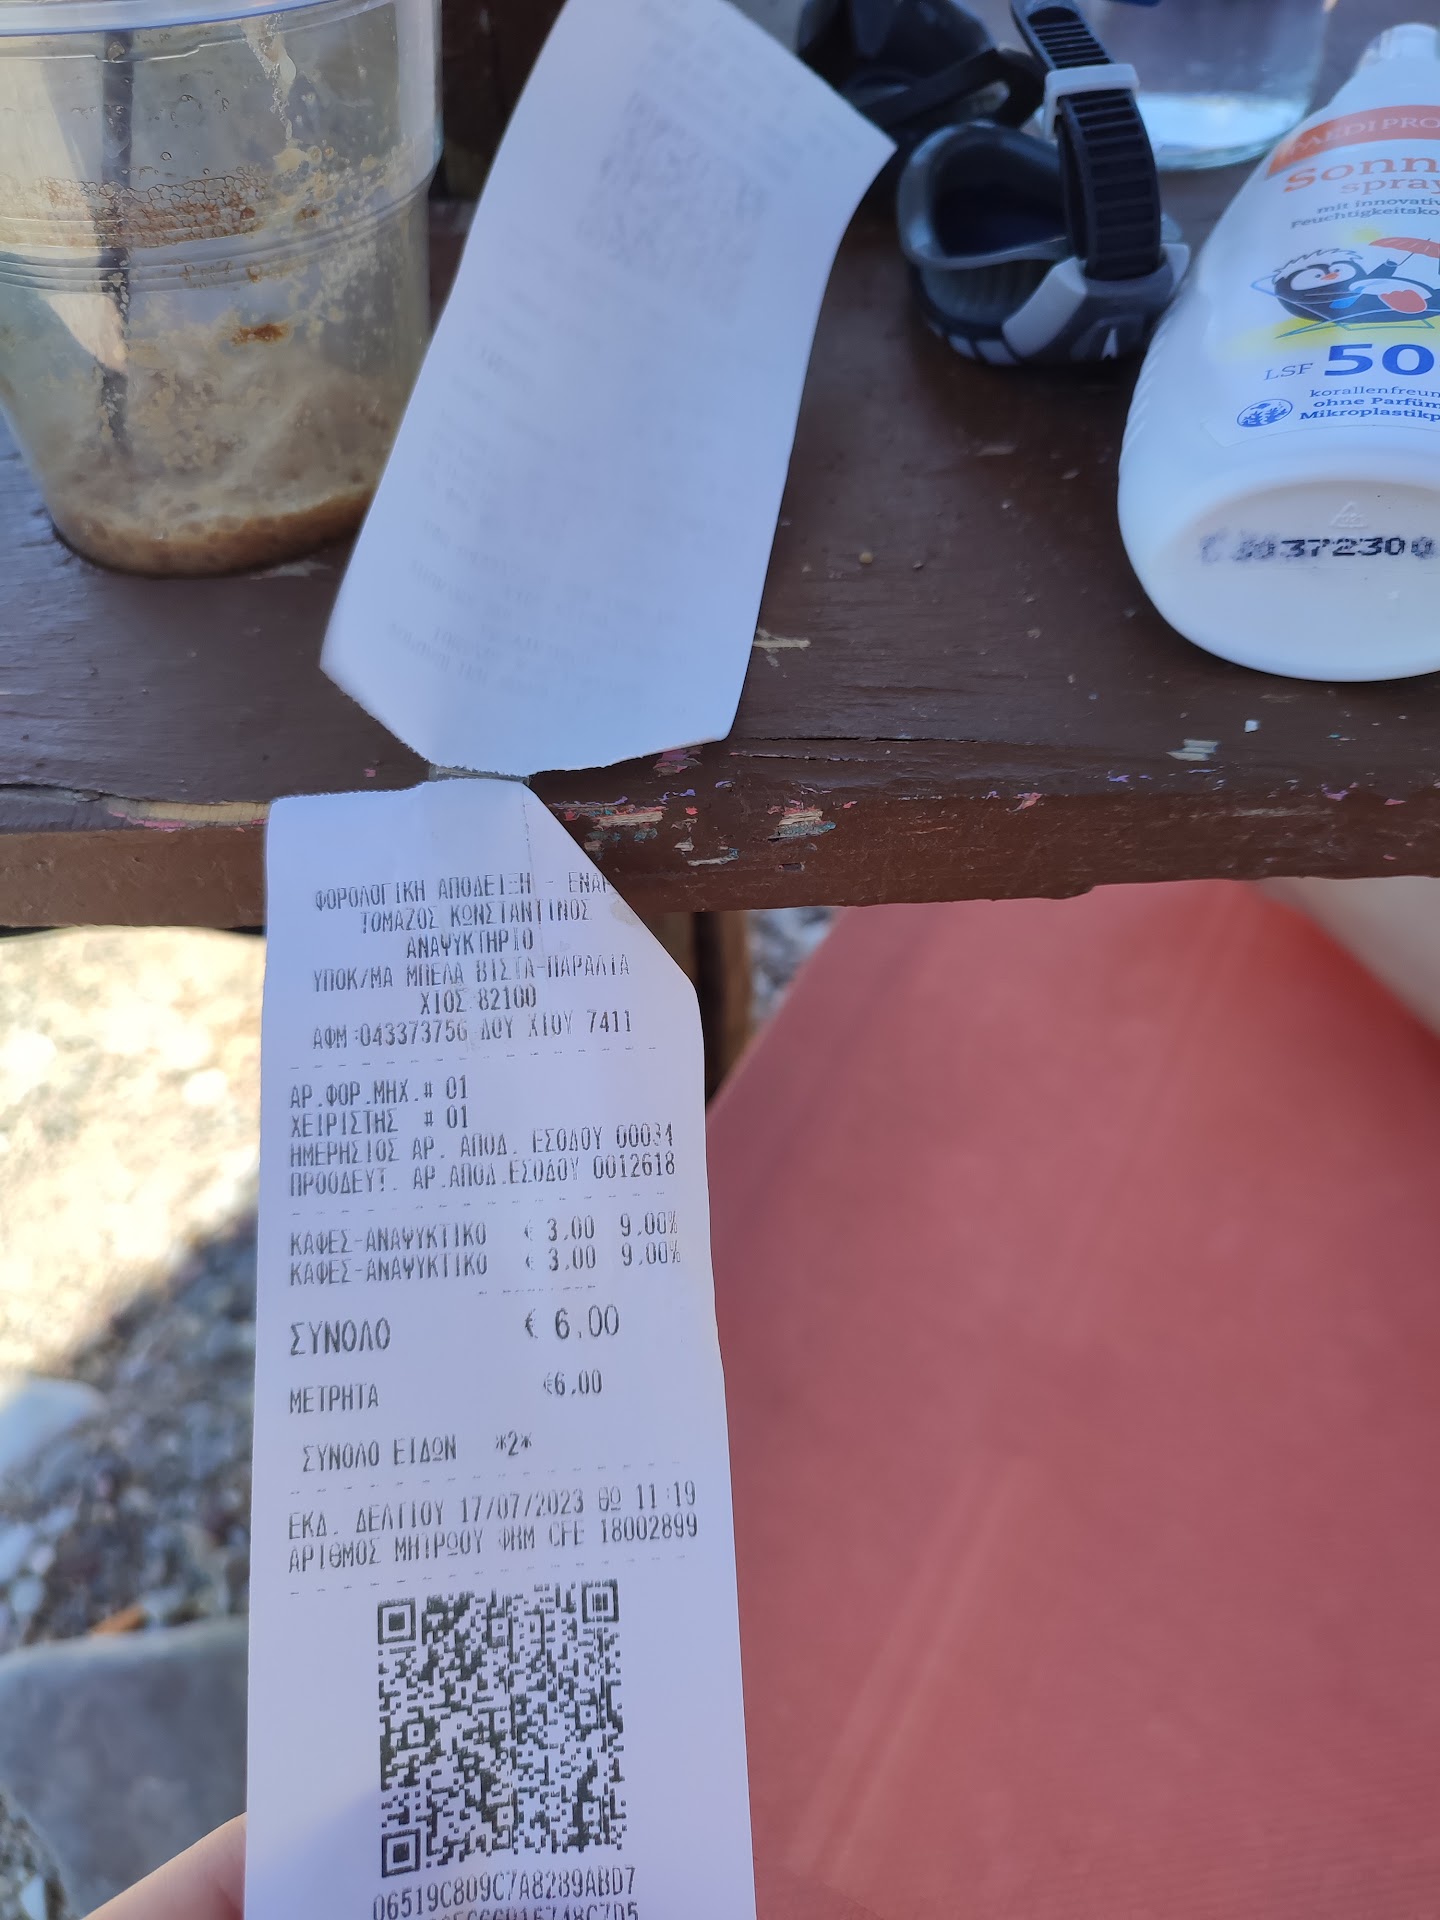 MEDIPRO
Sonn
spray
mit innovativ
Feuchtigkeitsko
LSF 50
korallenfreun
ohne Parfüm
Mikroplastikp
ΦΟΡΟΛΟΓΙΚΗ ΑΠΟΔΕΙΞΗ - ΕΝΑΡ
ΤΟΜΑΖΟΣ ΚΩΝΣΤΑΝΤΙΝΟΣ
ΑΝΑΨΥΚΤΗΡΙΟ
ΥΠΟΚ/ΜΑ ΜΠΕΛΑ ΒΙΣΤΑ-ΠΑΡΑΛΙΑ
ΧΙΟΣ 82100
ΑΦΜ :043373756 ΔΟΥ ΧΙΟΥ 7411
ΑΡ.ΦΟΡ.ΜΗΧ.# 01
ΧΕΙΡΙΣΤΗΣ # 01
ΗΜΕΡΗΣΙΟΣ ΑΡ. ΑΠΟΔ. ΕΣΟΔΟΥ 00034
ΠΡΟΟΔΕΥΤ. ΑΡ.ΑΠΟΔ.ΕΣΟΔΟΥ 0012618
ΚΑΦΕΣ-ΑΝΑΨΥΚΤΙΚΟ € 3.00 9.00%
ΚΑΦΕΣ-ΑΝΑΨΥΚΤΙΚΟ € 3.00 9.00%
ΣΥΝΟΛΟ € 6.00
ΜΕΤΡΗΤΑ €6.00
ΣΥΝΟΛΟ ΕΙΔΩΝ *2*
ΕΚΔ. ΔΕΛΤΙΟΥ 17/07/2023 ΘΩ 11:19
ΑΡΙΘΜΟΣ ΜΗΤΡΩΟΥ ΦΗΜ CFE 18002899
06519C809C7A8289ABD7